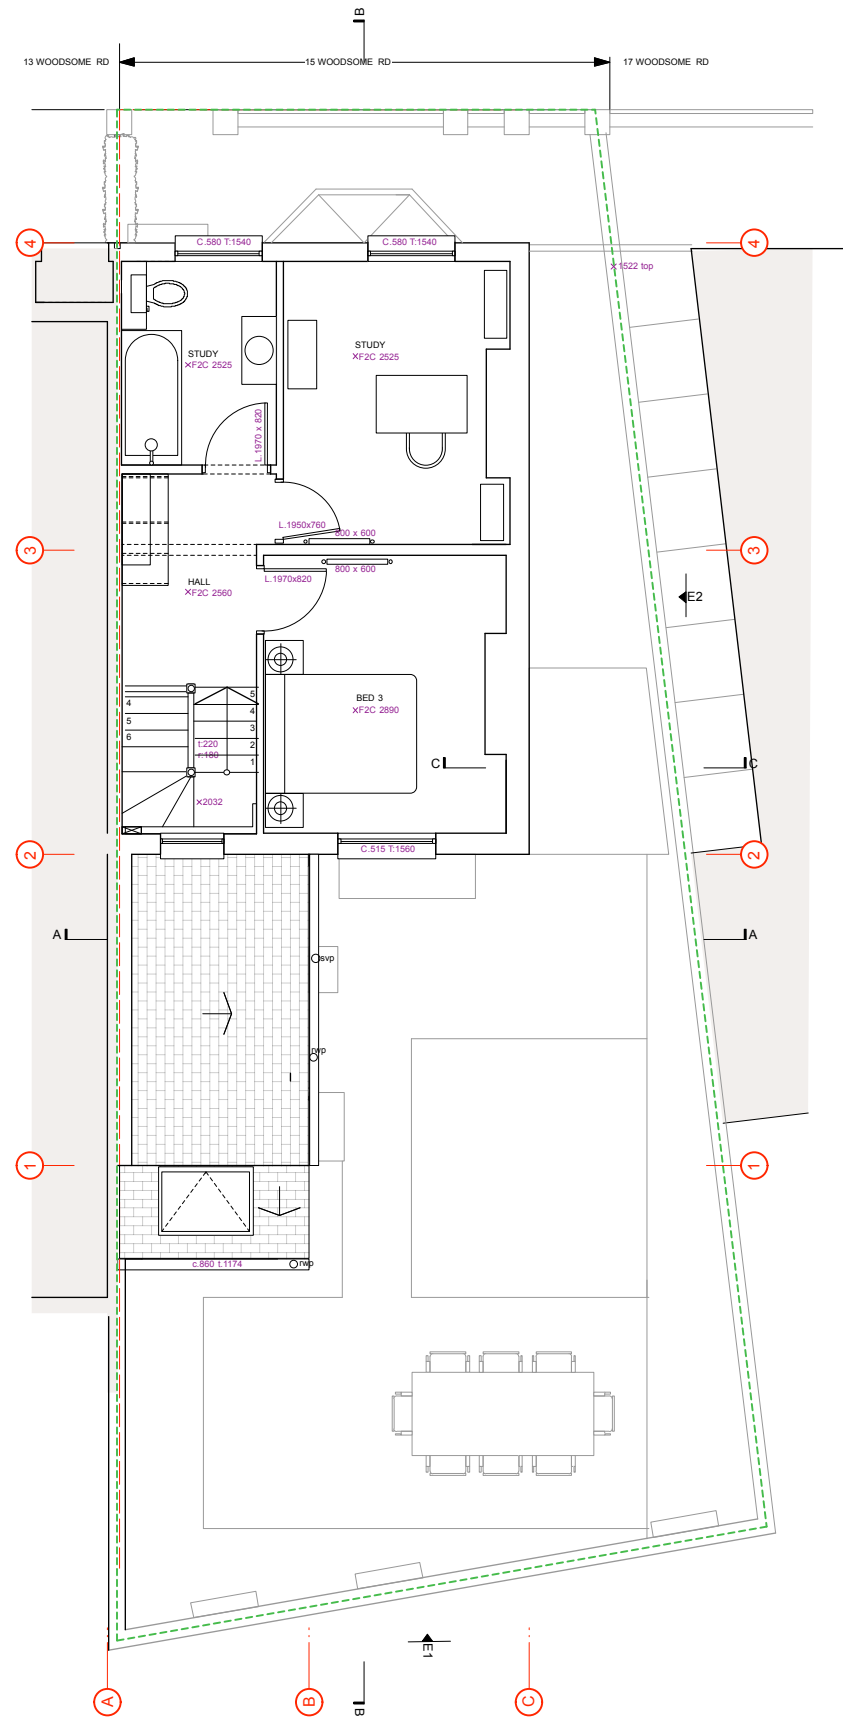 B
13 WOODSOME RD
15 WOODSOME RD
17 WOODSOME RD
4
4
C.580 T:1540
C.580 T:1540
×1522 top
STUDY
×F2C 2525
STUDY
×F2C 2525
L.1970 x 820
L.1950x760
800 x 600
3
3
L.1970x820
800 x 600
HALL
×F2C 2560
E2
BED 3
×F2C 2890
4
5
6
5
4
3
2
1
t:220
r:180
×2032
C
C
C.515 T:1560
2
2
A
A
svp
rwp
1
1
c.860 t.1174
rwp
E1
A
B
C
B